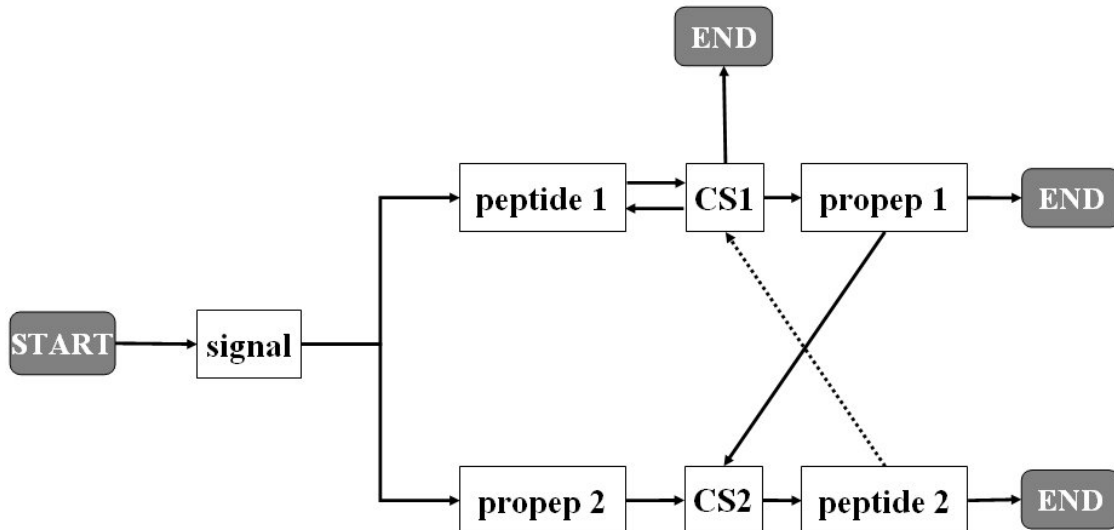 END
peptide 1
CS1
propep 1
END
START
signal
propep 2
CS2
peptide 2
END